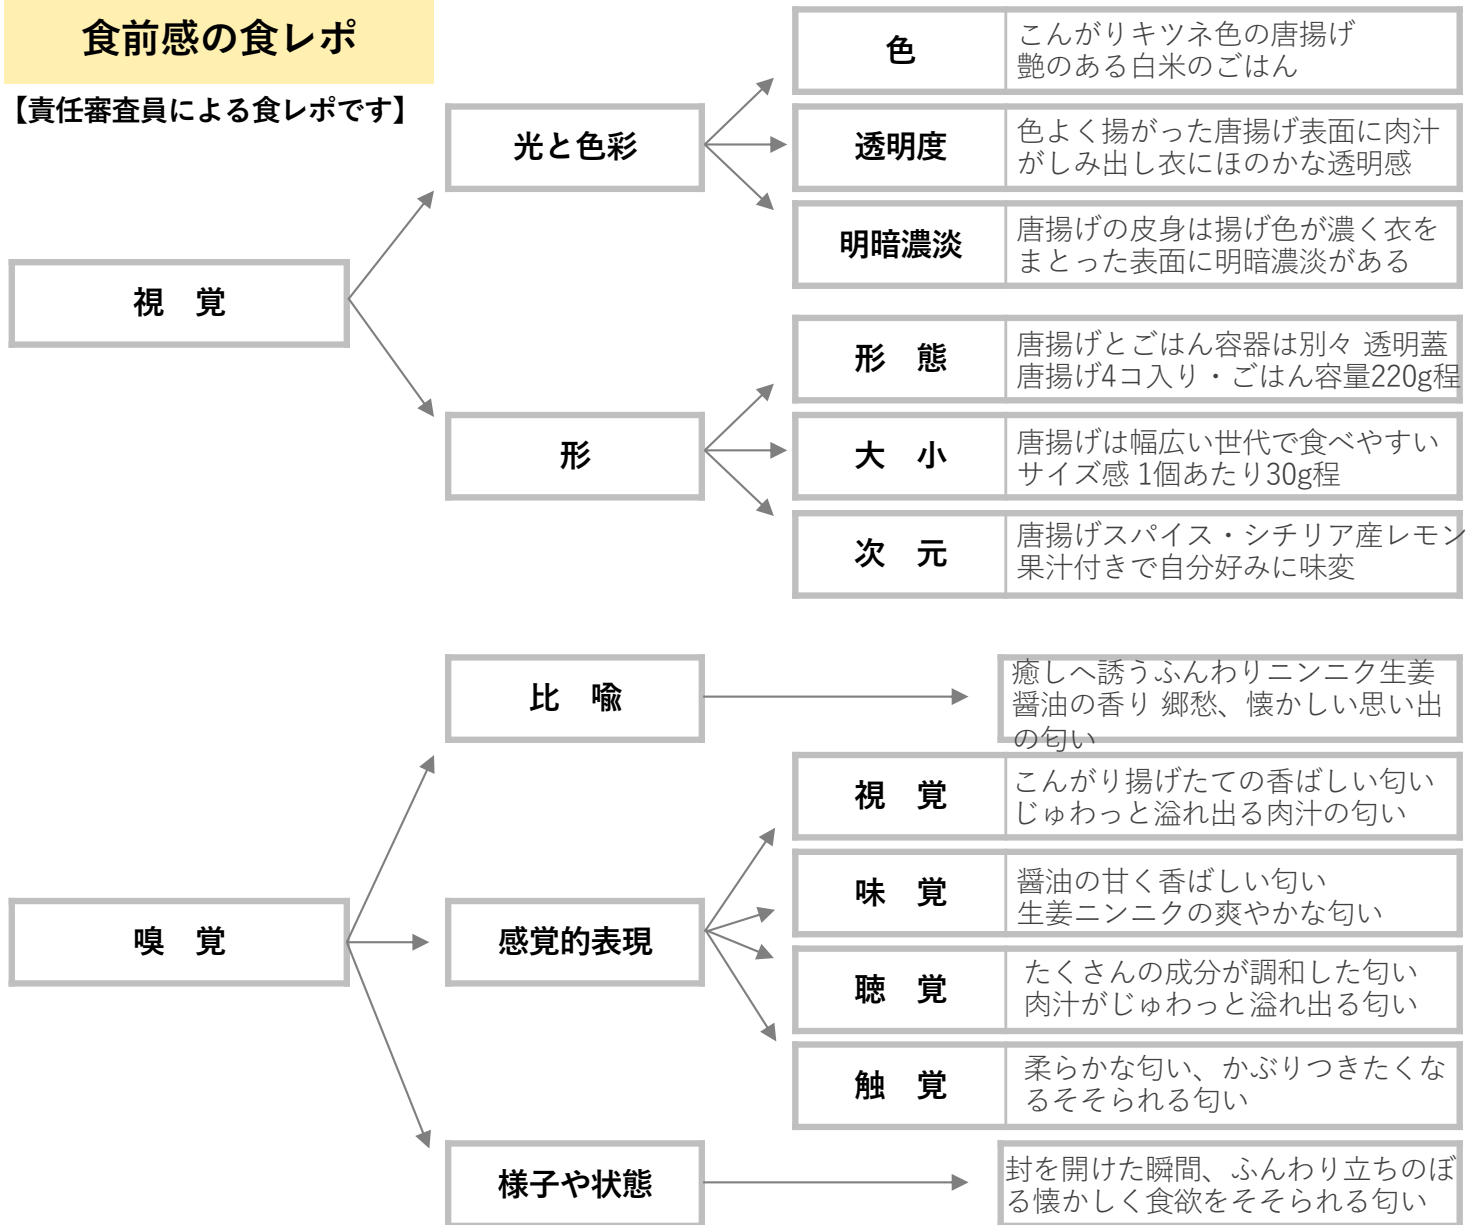 食前感の食レポ
【責任審査員による食レポです】
視　覚
光と色彩
色
こんがりキツネ色の唐揚げ
艶のある白米のごはん
透明度
色よく揚がった唐揚げ表面に肉汁
がしみ出し衣にほのかな透明感
明暗濃淡
唐揚げの皮身は揚げ色が濃く衣を
まとった表面に明暗濃淡がある
形
形　態
唐揚げとごはん容器は別々 透明蓋
唐揚げ4コ入り・ごはん容量220g程
大　小
唐揚げは幅広い世代で食べやすい
サイズ感 1個あたり30g程
次　元
唐揚げスパイス・シチリア産レモン
果汁付きで自分好みに味変
嗅　覚
比　喩
癒しへ誘うふんわりニンニク生姜
醤油の香り 郷愁、懐かしい思い出
の匂い
感覚的表現
視　覚
こんがり揚げたての香ばしい匂い
じゅわっと溢れ出る肉汁の匂い
味　覚
醤油の甘く香ばしい匂い
生姜ニンニクの爽やかな匂い
聴　覚
たくさんの成分が調和した匂い
肉汁がじゅわっと溢れ出る匂い
触　覚
柔らかな匂い、かぶりつきたくな
るそそられる匂い
様子や状態
封を開けた瞬間、ふんわり立ちのぼ
る懐かしく食欲をそそられる匂い